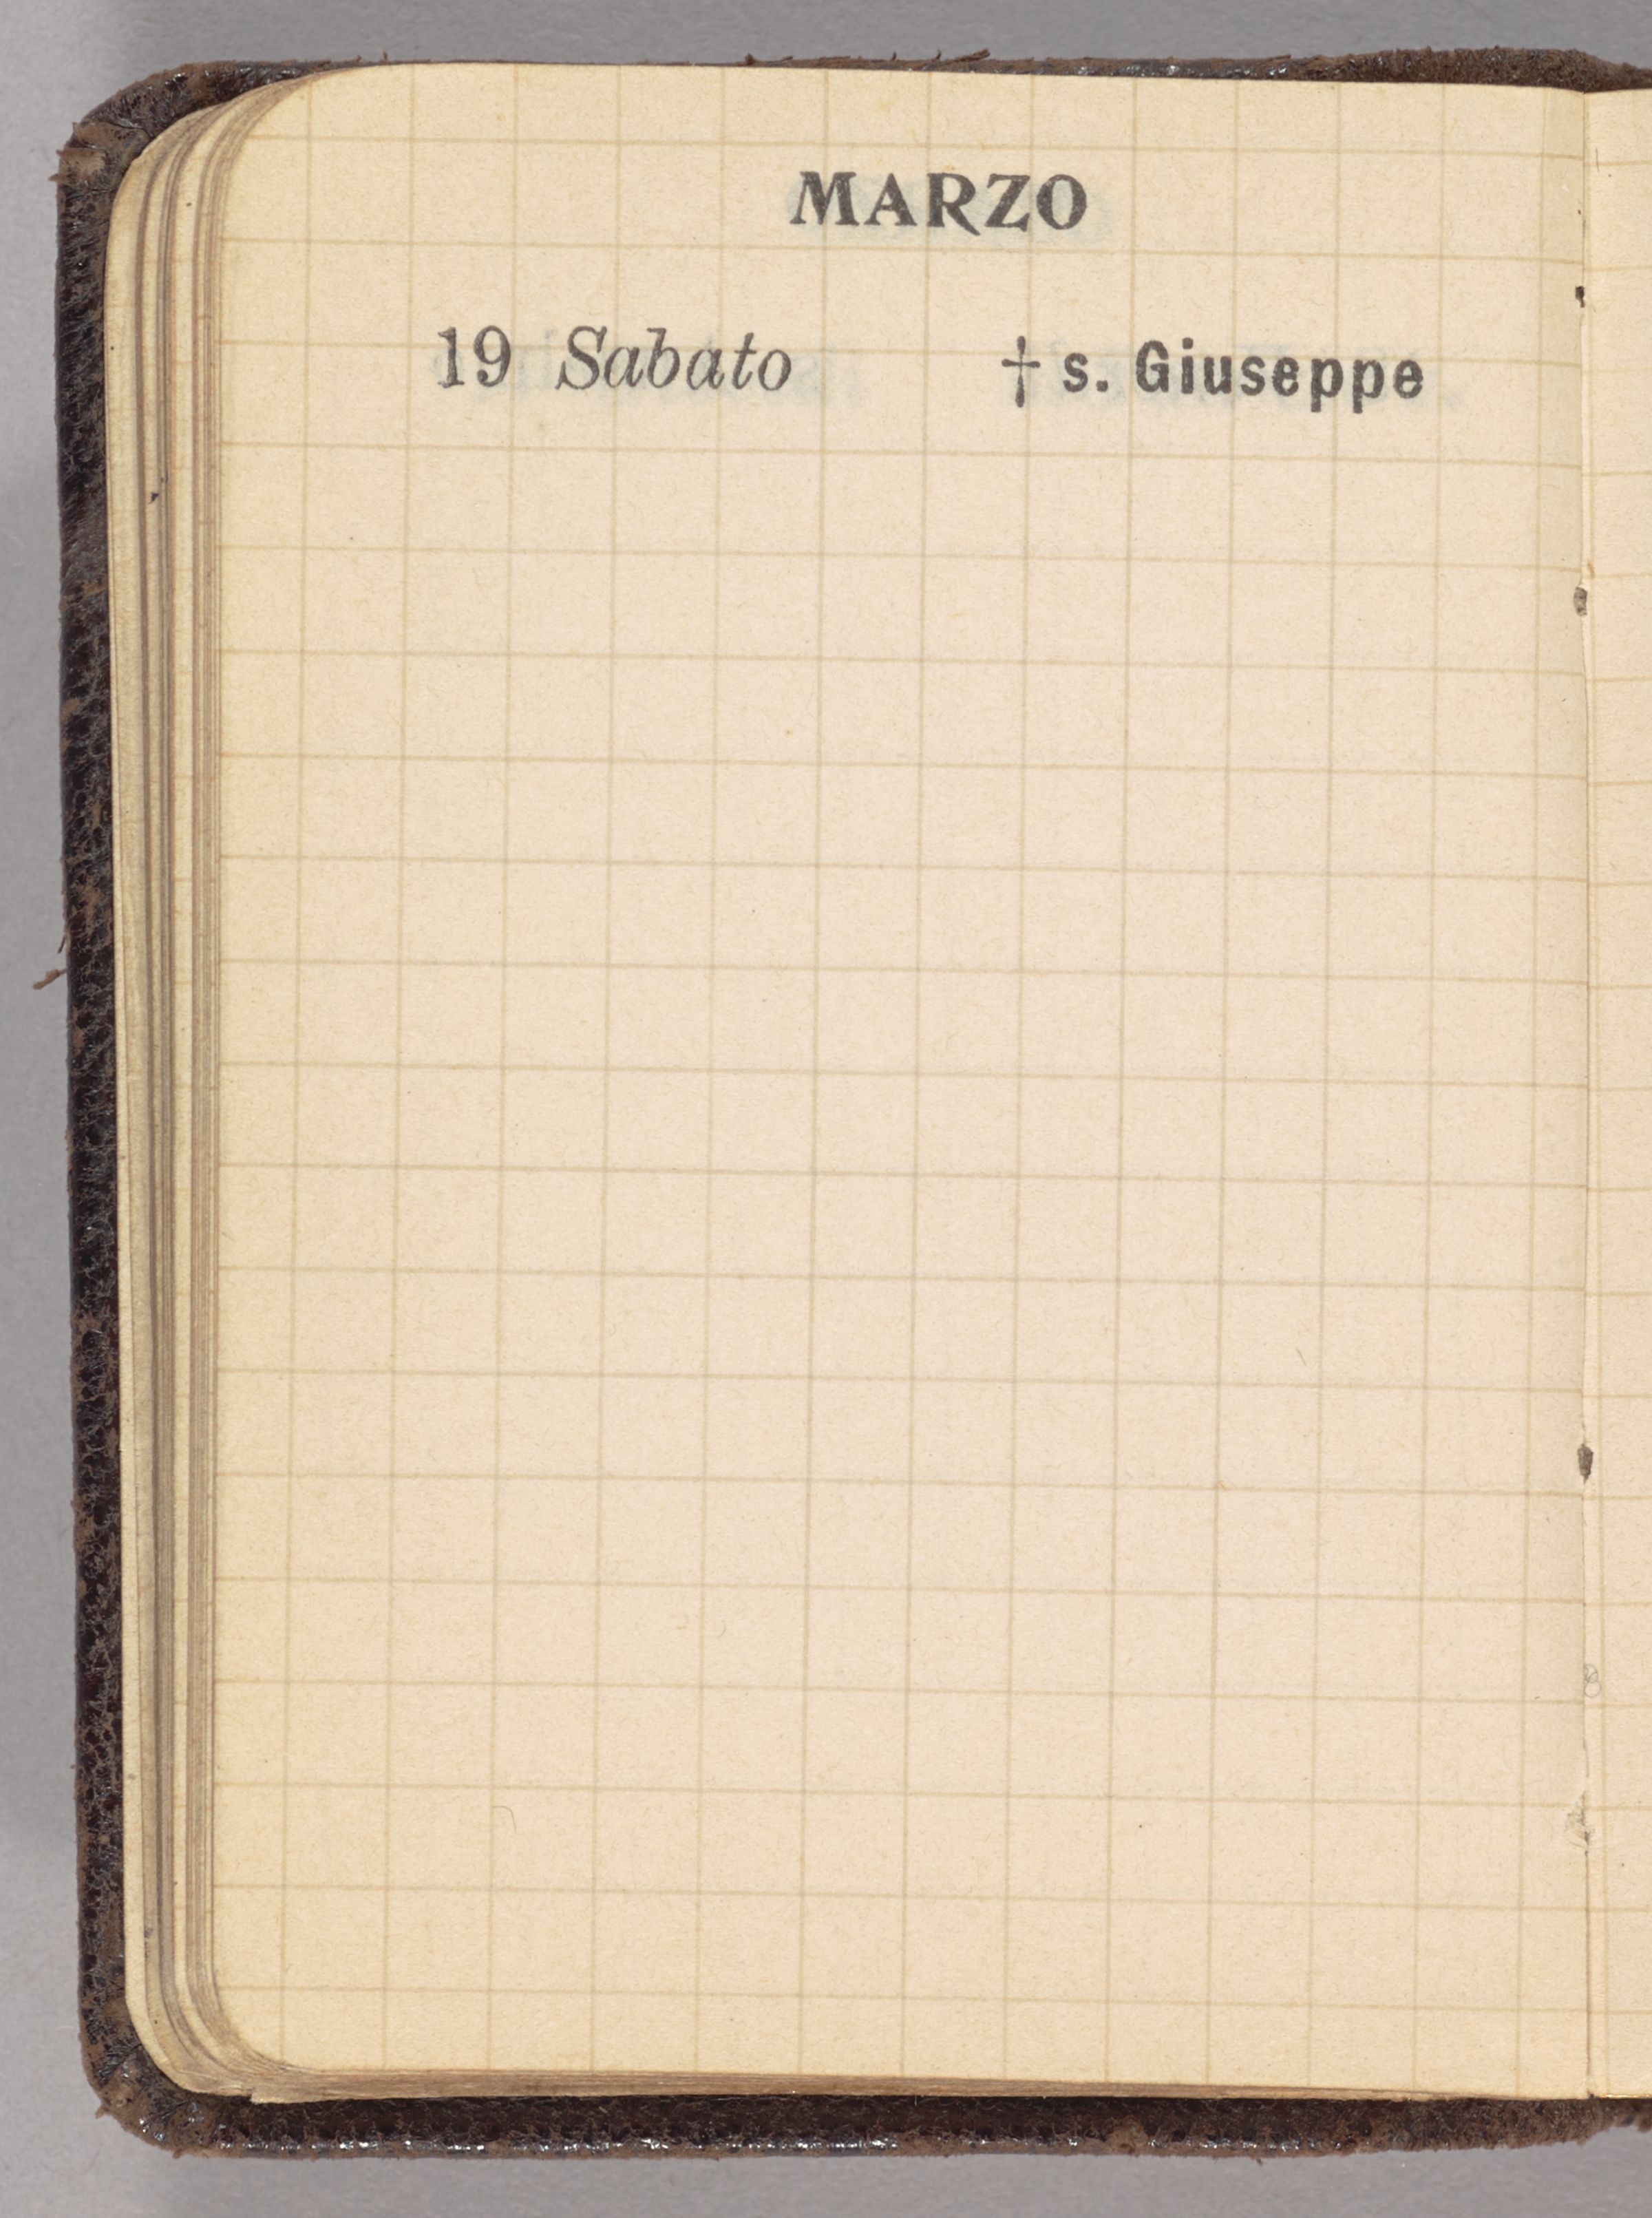 MARZO
19 Sabato † s. Giuseppe